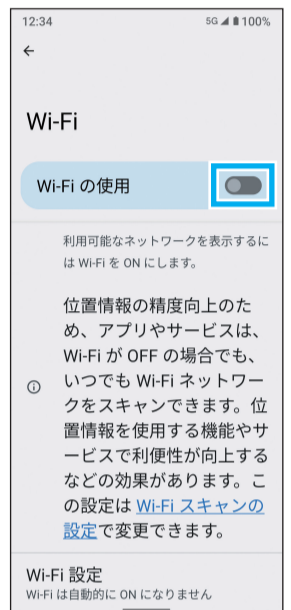 12:34 5G 100%
Wi-Fi
Wi-Fi の使用
利用可能なネットワークを表示するに
は Wi-Fi を ON にします。
位置情報の精度向上のた
め、アプリやサービスは、
Wi-Fi が OFF の場合でも、
いつでも Wi-Fi ネットワー
クをスキャンできます。位
置情報を使用する機能やサ
ービスで利便性が向上する
などの効果があります。こ
の設定は Wi-Fi スキャンの
設定で変更できます。
Wi-Fi 設定
Wi-Fi は自動的に ON になりません